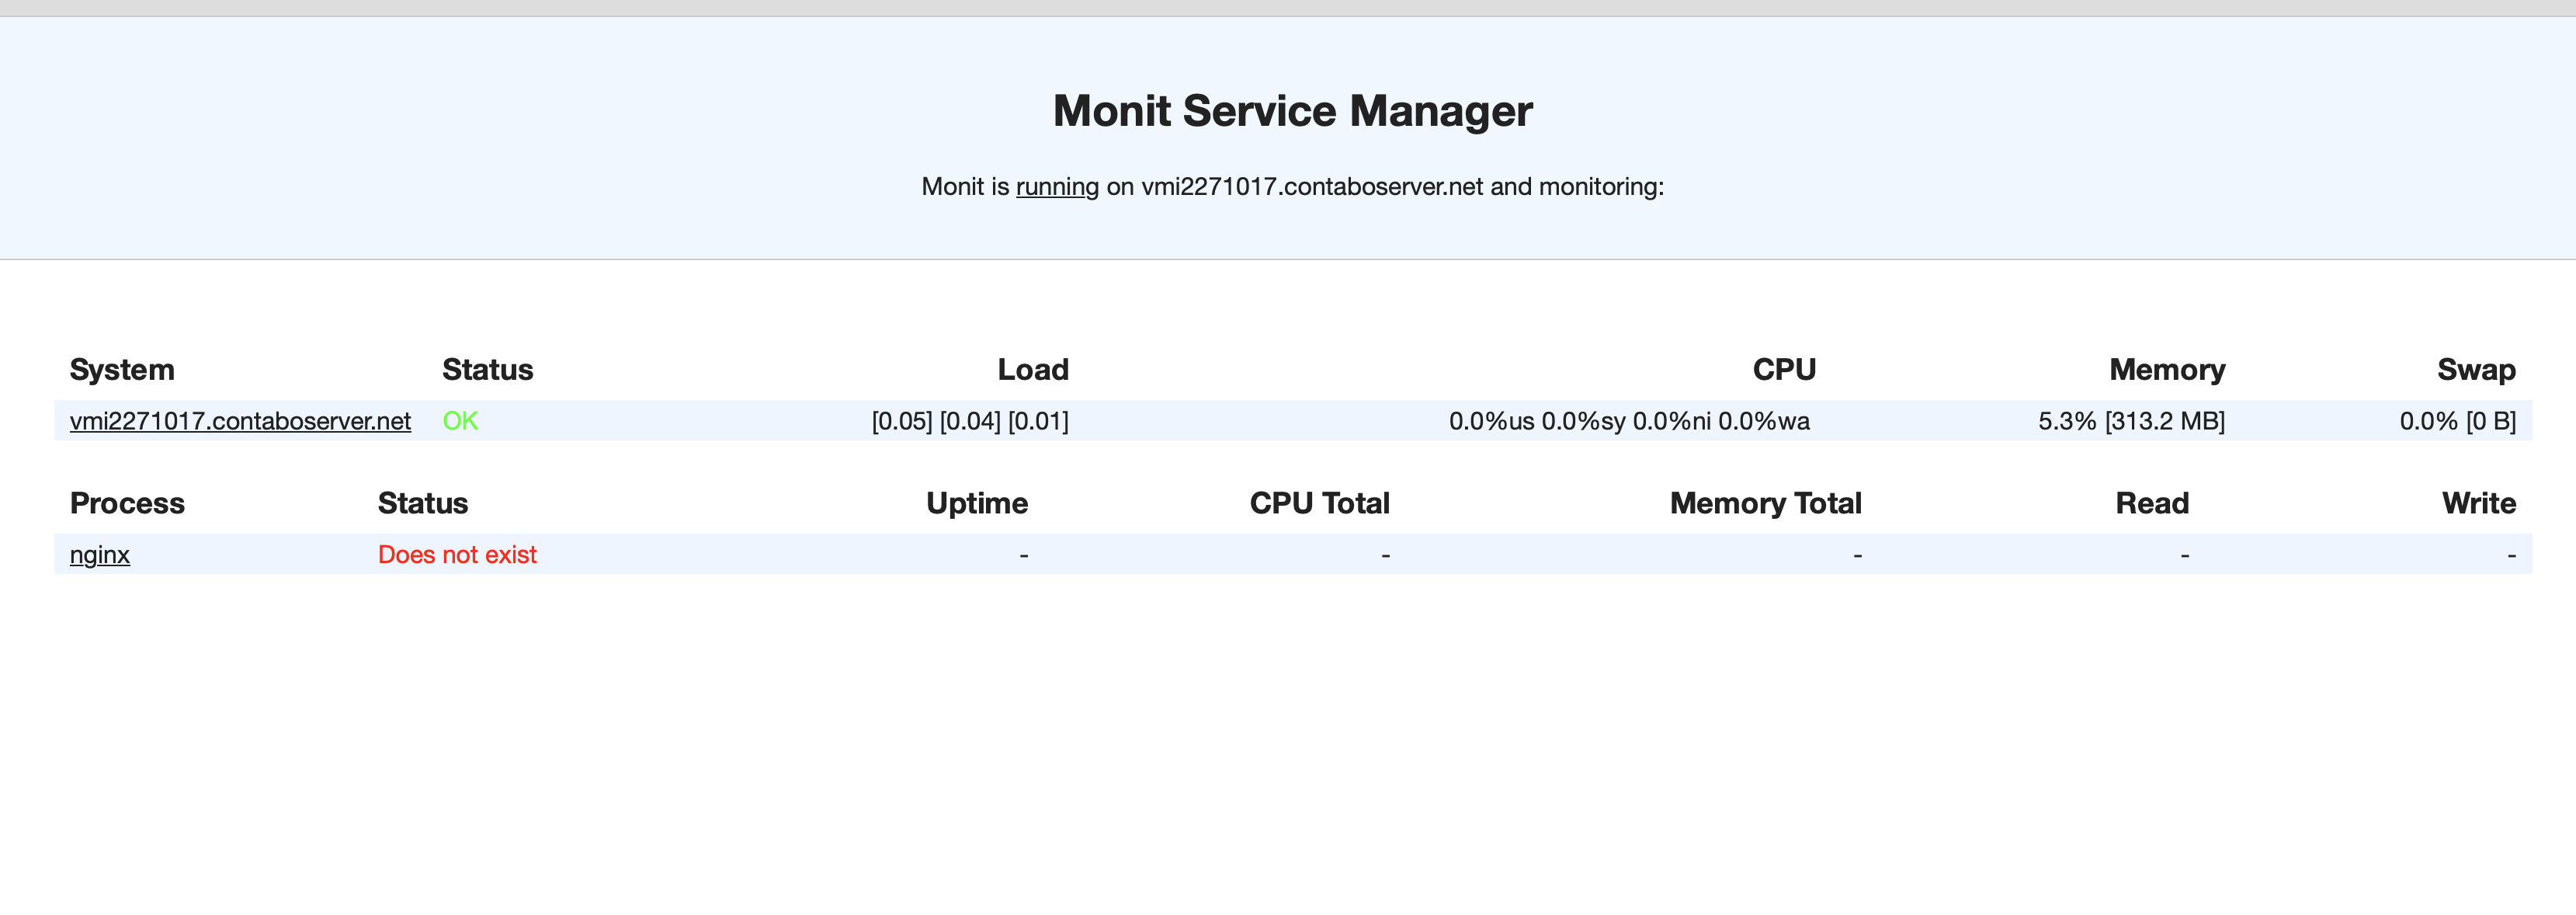 Monit Service Manager
Monit is running on vmi2271017.contaboserver.net and monitoring:
System Status Load CPU Memory Swap
vmi2271017.contaboserver.net OK [0.05] [0.04] [0.01] 0.0%us 0.0%sy 0.0%ni 0.0%wa 5.3% [313.2 MB] 0.0% [0 B]
Process Status Uptime CPU Total Memory Total Read Write
nginx Does not exist - - - - -